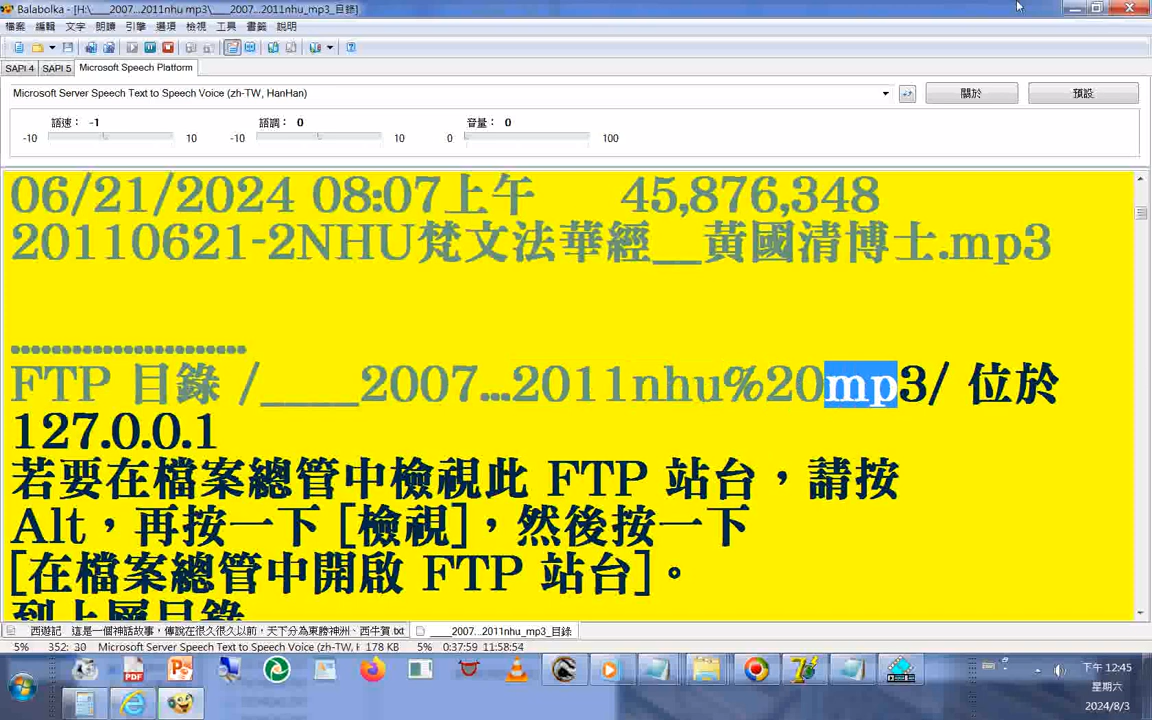 Balabolka - [H:\____2007...2011nhu mp3\____2007...2011nhu_mp3_目錄]
檔案 編輯 文字 朗讀 引擎 選項 檢視 工具 書籤 說明
SAPI 4 SAPI 5 Microsoft Speech Platform
Microsoft Server Speech Text to Speech Voice (zh-TW, HanHan) 關於 預設
語速： -1 語調： 0 音量： 0
-10 10 -10 10 0 100
06/21/2024 08:07上午 45,876,348
20110621-2NHU梵文法華經__黃國清博士.mp3
........................
FTP 目錄 /____2007...2011nhu%20mp3/ 位於
127.0.0.1
若要在檔案總管中檢視此 FTP 站台，請按
Alt，再按一下 [檢視]，然後按一下
[在檔案總管中開啟 FTP 站台]。
到上層目錄
西遊記 這是一個神話故事，傳說在很久很久以前，天下分為東勝神洲、西牛賀.txt ____2007...2011nhu_mp3_目錄
5% 352: 30 Microsoft Server Speech Text to Speech Voice (zh-TW, H 178 KB 5% 0:37:59 11:58:54
下午 12:45
星期六
2024/8/3